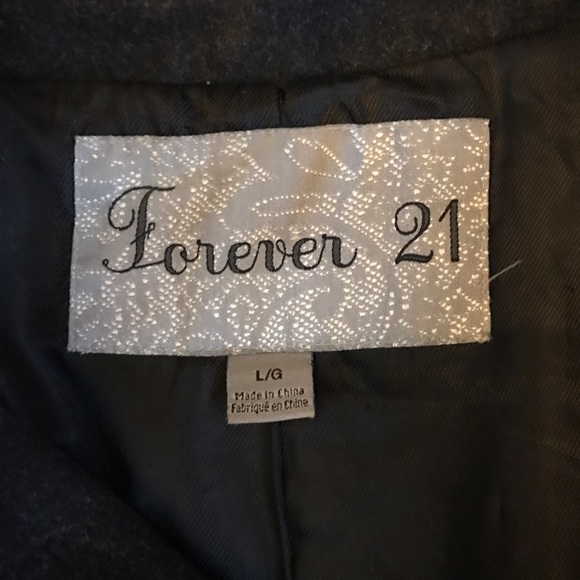 Forever 21
L/G
Made in China
Fabriqué en Chine